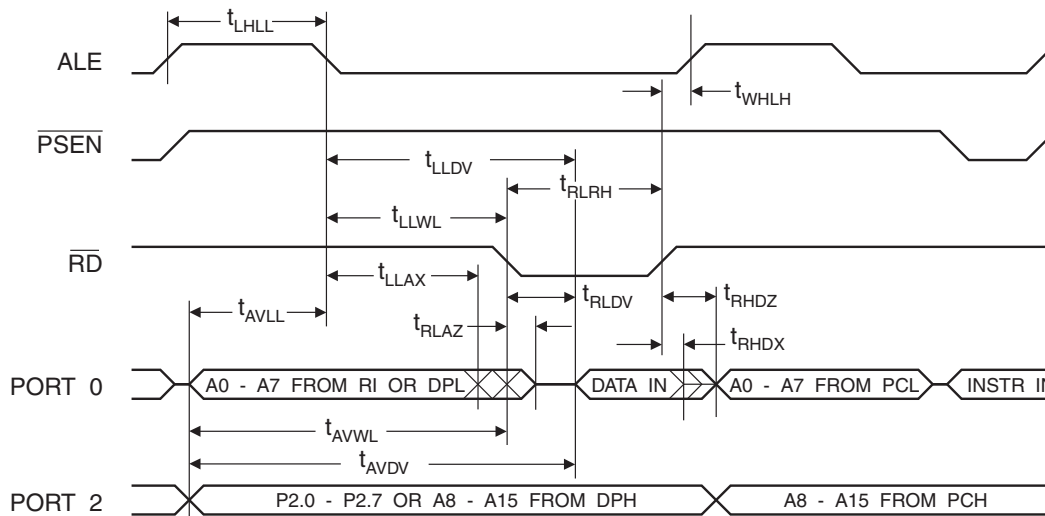 tLHLL
ALE
tWHLH
PSEN
tLLDV
tRLRH
tLLWL
RD
tLLAX
tRLDV
tRHDZ
tAVLL
tRLAZ
tRHDX
PORT 0
A0 - A7 FROM RI OR DPL
DATA IN
A0 - A7 FROM PCL
INSTR IN
tAVWL
tAVDV
PORT 2
P2.0 - P2.7 OR A8 - A15 FROM DPH
A8 - A15 FROM PCH